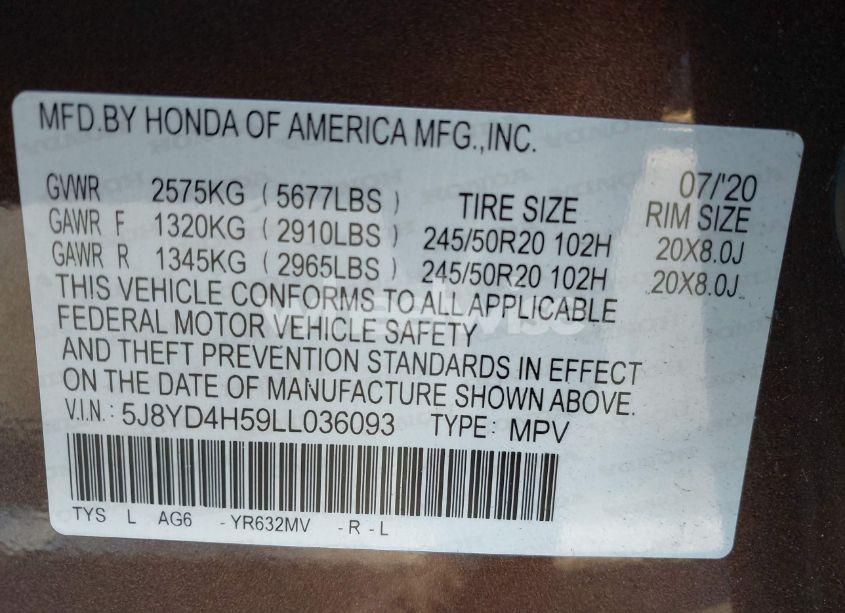 MFD.BY HONDA OF AMERICA MFG.,INC.
07/'20
GVWR 2575KG ( 5677LBS ) TIRE SIZE RIM SIZE
GAWR F 1320KG ( 2910LBS ) 245/50R20 102H 20X8.0J
GAWR R 1345KG ( 2965LBS ) 245/50R20 102H 20X8.0J
THIS VEHICLE CONFORMS TO ALL APPLICABLE
FEDERAL MOTOR VEHICLE SAFETY
AND THEFT PREVENTION STANDARDS IN EFFECT
ON THE DATE OF MANUFACTURE SHOWN ABOVE.
V.I.N.: 5J8YD4H59LL036093 TYPE: MPV
TYS L AG6 -YR632MV -R-L